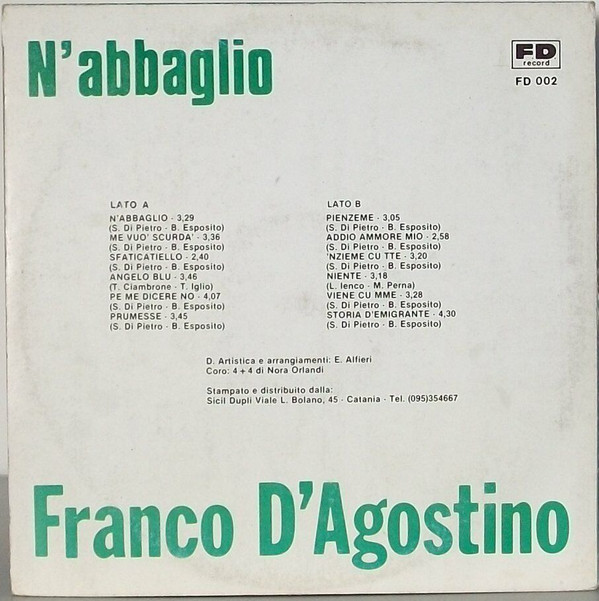 N'abbaglio
FD
record
FD 002
LATO A
N'ABBAGLIO - 3,29
(S. Di Pietro - B. Esposito)
ME VUO' SCURDA' - 3,36
(S. Di Pietro - B. Esposito)
SFATICATIELLO - 2,40
(S. Di Pietro - B. Esposito)
ANGELO BLU - 3,46
(T. Ciambrone - T. Iglio)
PE ME DICERE NO - 4,07
(S. Di Pietro - B. Esposito)
PRUMESSE - 3,45
(S. Di Pietro - B. Esposito)
LATO B
PIENZEME - 3,05
(S. Di Pietro - B. Esposito)
ADDIO AMMORE MIO - 2,58
(S. Di Pietro - B. Esposito)
'NZIEME CU TTE - 3,20
(S. Di Pietro - B. Esposito)
NIENTE - 3,18
(L. Ienco - M. Perna)
VIENE CU MME - 3,28
(S. Di Pietro - B. Esposito)
STORIA D'EMIGRANTE - 4,30
(S. Di Pietro - B. Esposito)
D. Artistica e arrangiamenti: E. Alfieri
Coro: 4 + 4 di Nora Orlandi
Stampato e distribuito dalla:
Sicil Dupli Viale L. Bolano, 45 - Catania - Tel. (095)354667
Franco D'Agostino